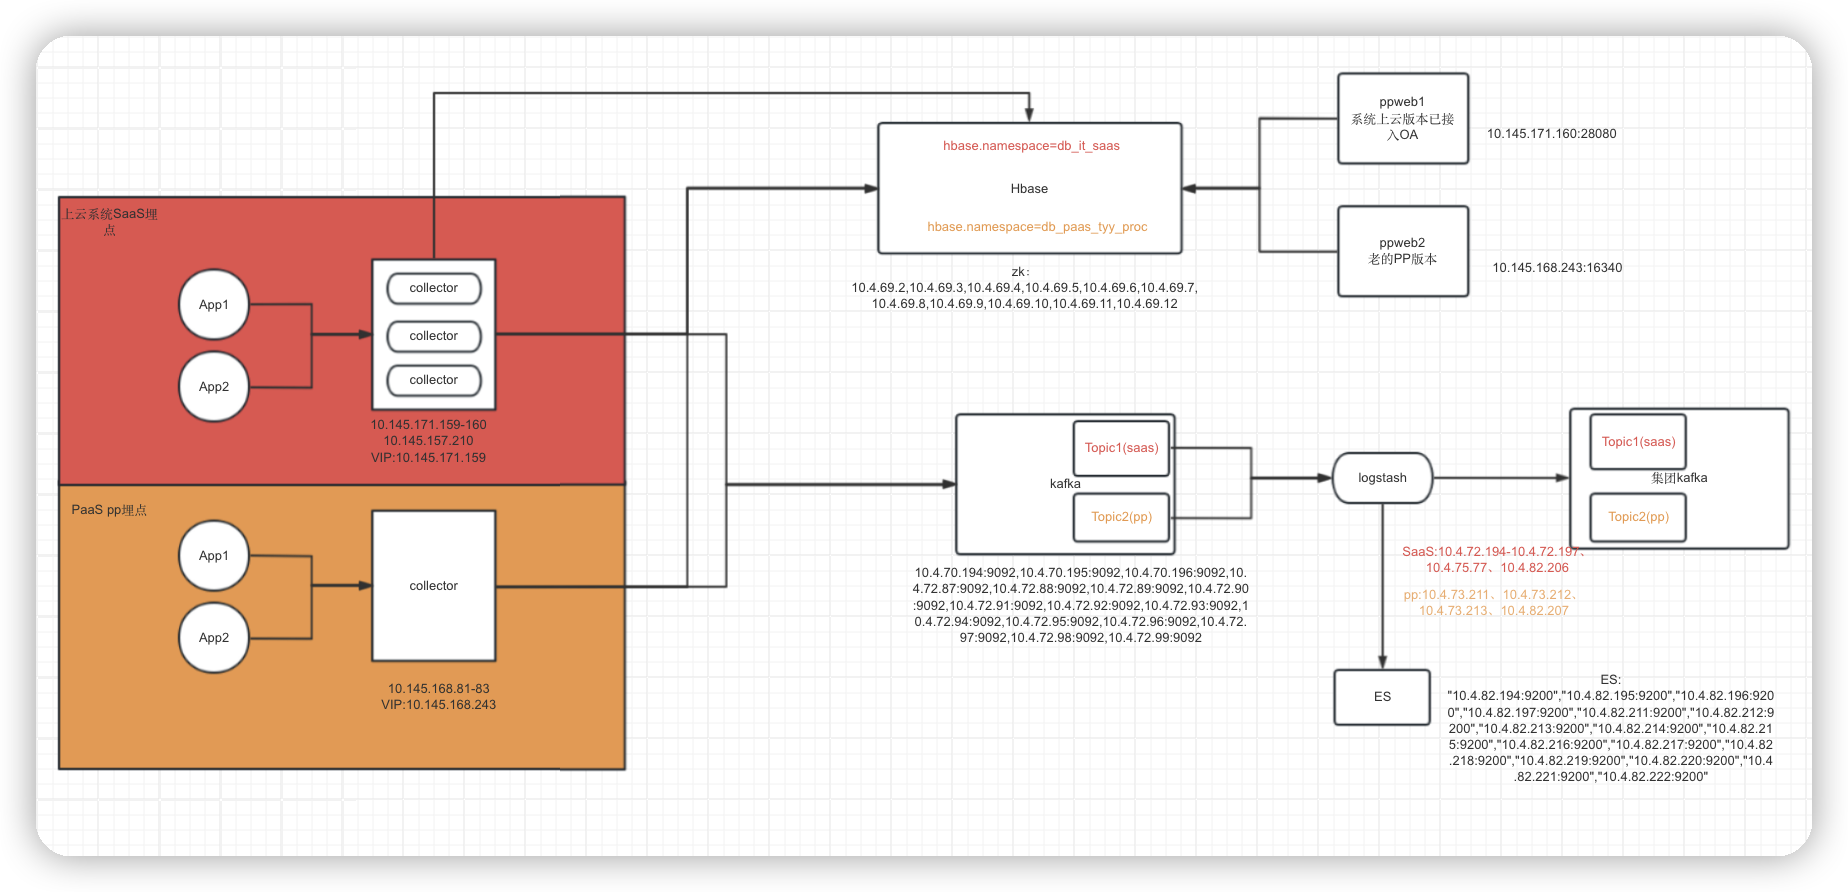 上云系统SaaS埋
点
App1
App2
collector
collector
collector
10.145.171.159-160
10.145.157.210
VIP:10.145.171.159
PaaS pp埋点
App1
App2
collector
10.145.168.81-83
VIP:10.145.168.243
hbase.namespace=db_it_saas
Hbase
hbase.namespace=db_paas_tyy_proc
zk：
10.4.69.2,10.4.69.3,10.4.69.4,10.4.69.5,10.4.69.6,10.4.69.7,
10.4.69.8,10.4.69.9,10.4.69.10,10.4.69.11,10.4.69.12
ppweb1
系统上云版本已接
入OA
10.145.171.160:28080
ppweb2
老的PP版本
10.145.168.243:16340
Topic1(saas)
kafka
Topic2(pp)
10.4.70.194:9092,10.4.70.195:9092,10.4.70.196:9092,10.
4.72.87:9092,10.4.72.88:9092,10.4.72.89:9092,10.4.72.90
:9092,10.4.72.91:9092,10.4.72.92:9092,10.4.72.93:9092,1
0.4.72.94:9092,10.4.72.95:9092,10.4.72.96:9092,10.4.72.
97:9092,10.4.72.98:9092,10.4.72.99:9092
logstash
Topic1(saas)
集团kafka
Topic2(pp)
SaaS:10.4.72.194-10.4.72.197、
10.4.75.77、10.4.82.206
pp:10.4.73.211、10.4.73.212、
10.4.73.213、10.4.82.207
ES
ES:
"10.4.82.194:9200","10.4.82.195:9200","10.4.82.196:920
0","10.4.82.197:9200","10.4.82.211:9200","10.4.82.212:9
200","10.4.82.213:9200","10.4.82.214:9200","10.4.82.21
5:9200","10.4.82.216:9200","10.4.82.217:9200","10.4.82
.218:9200","10.4.82.219:9200","10.4.82.220:9200","10.4
.82.221:9200","10.4.82.222:9200"